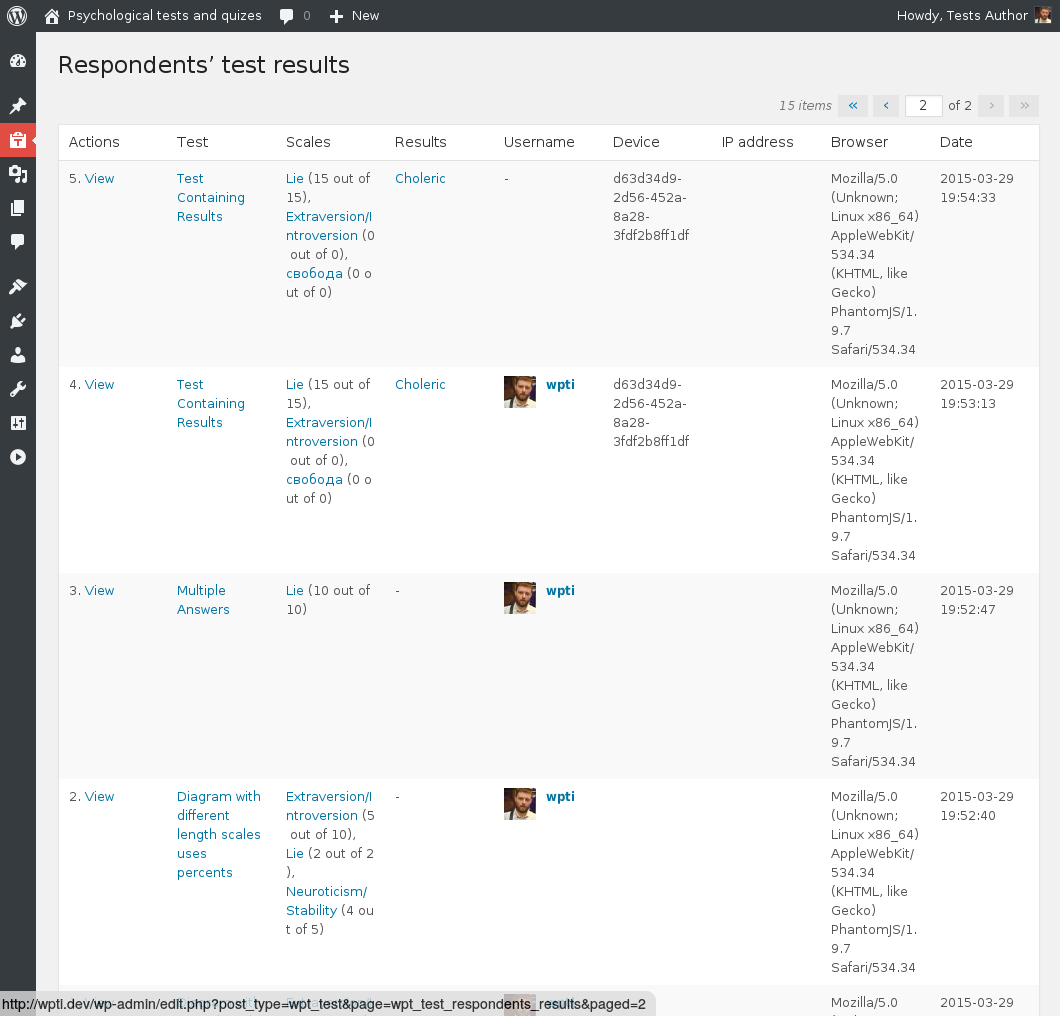 Psychological tests and quizes 0 New Howdy, Tests Author
Respondents’ test results
15 items « ‹ 2 of 2 › »
Actions Test Scales Results Username Device IP address Browser Date
5. View
Test
Containing
Results
Lie (15 out of
15),
Extraversion/I
ntroversion (0
out of 0),
свобода (0 o
ut of 0)
Choleric
-
d63d34d9-
2d56-452a-
8a28-
3fdf2b8ff1df
Mozilla/5.0
(Unknown;
Linux x86_64)
AppleWebKit/
534.34
(KHTML, like
Gecko)
PhantomJS/1.
9.7
Safari/534.34
2015-03-29
19:54:33
4. View
Test
Containing
Results
Lie (15 out of
15),
Extraversion/I
ntroversion (0
out of 0),
свобода (0 o
ut of 0)
Choleric
wpti
d63d34d9-
2d56-452a-
8a28-
3fdf2b8ff1df
Mozilla/5.0
(Unknown;
Linux x86_64)
AppleWebKit/
534.34
(KHTML, like
Gecko)
PhantomJS/1.
9.7
Safari/534.34
2015-03-29
19:53:13
3. View
Multiple
Answers
Lie (10 out of
10)
-
wpti
Mozilla/5.0
(Unknown;
Linux x86_64)
AppleWebKit/
534.34
(KHTML, like
Gecko)
PhantomJS/1.
9.7
Safari/534.34
2015-03-29
19:52:47
2. View
Diagram with
different
length scales
uses
percents
Extraversion/I
ntroversion (5
out of 10),
Lie (2 out of 2
),
Neuroticism/
Stability (4 ou
t of 5)
-
wpti
Mozilla/5.0
(Unknown;
Linux x86_64)
AppleWebKit/
534.34
(KHTML, like
Gecko)
PhantomJS/1.
9.7
Safari/534.34
2015-03-29
19:52:40
Mozilla/5.0
2015-03-29
http://wpti.dev/wp-admin/edit.php?post_type=wpt_test&page=wpt_test_respondents_results&paged=2